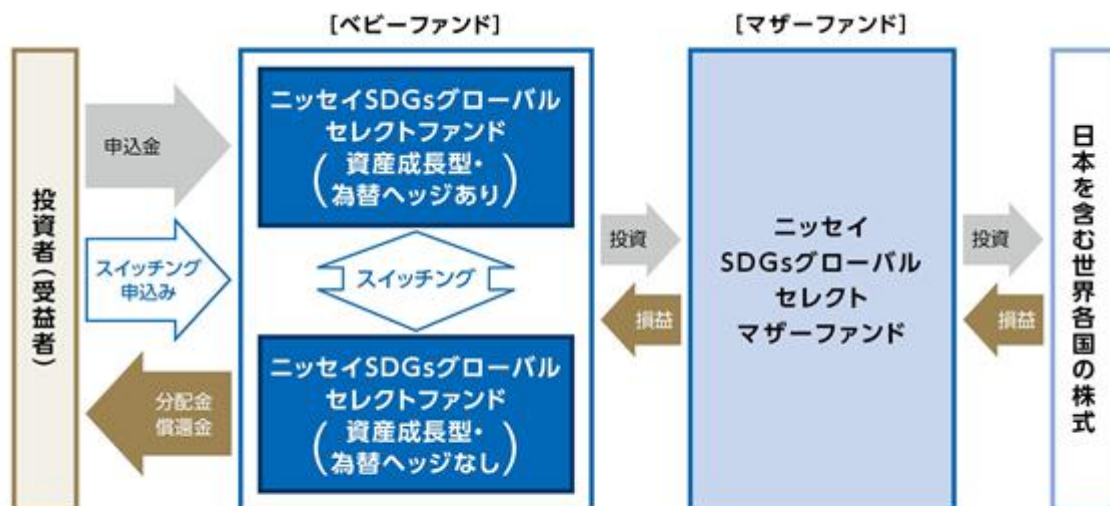 [ベビーファンド]
[マザーファンド]
投資者(受益者)
申込金
スイッチング
申込み
分配金
償還金
ニッセイSDGsグローバル
セレクトファンド
(資産成長型・
為替ヘッジあり)
スイッチング
ニッセイSDGsグローバル
セレクトファンド
(資産成長型・
為替ヘッジなし)
投資
損益
ニッセイ
SDGsグローバル
セレクト
マザーファンド
投資
損益
日本を含む世界各国の株式